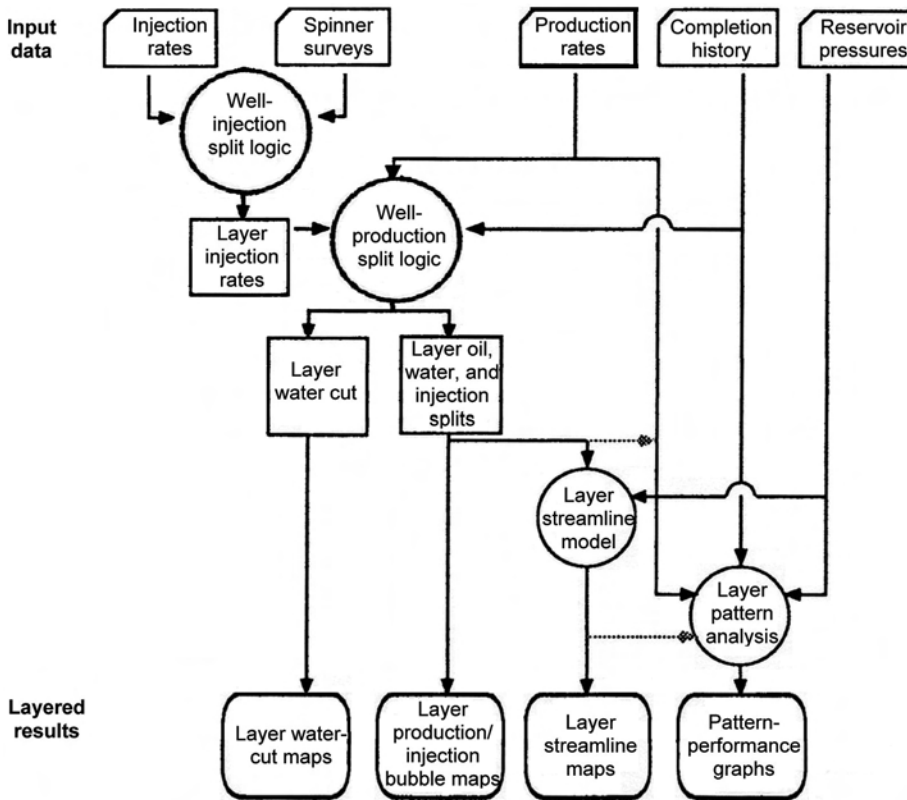 Input
data
Injection
rates
Spinner
surveys
Production
rates
Completion
history
Reservoir
pressures
Well-
injection
split logic
Layer
injection
rates
Well-
production
split logic
Layer
water cut
Layer oil,
water, and
injection
splits
Layer
streamline
model
Layer
pattern
analysis
Layered
results
Layer water-
cut maps
Layer
production/
injection
bubble maps
Layer
streamline
maps
Pattern-
performance
graphs